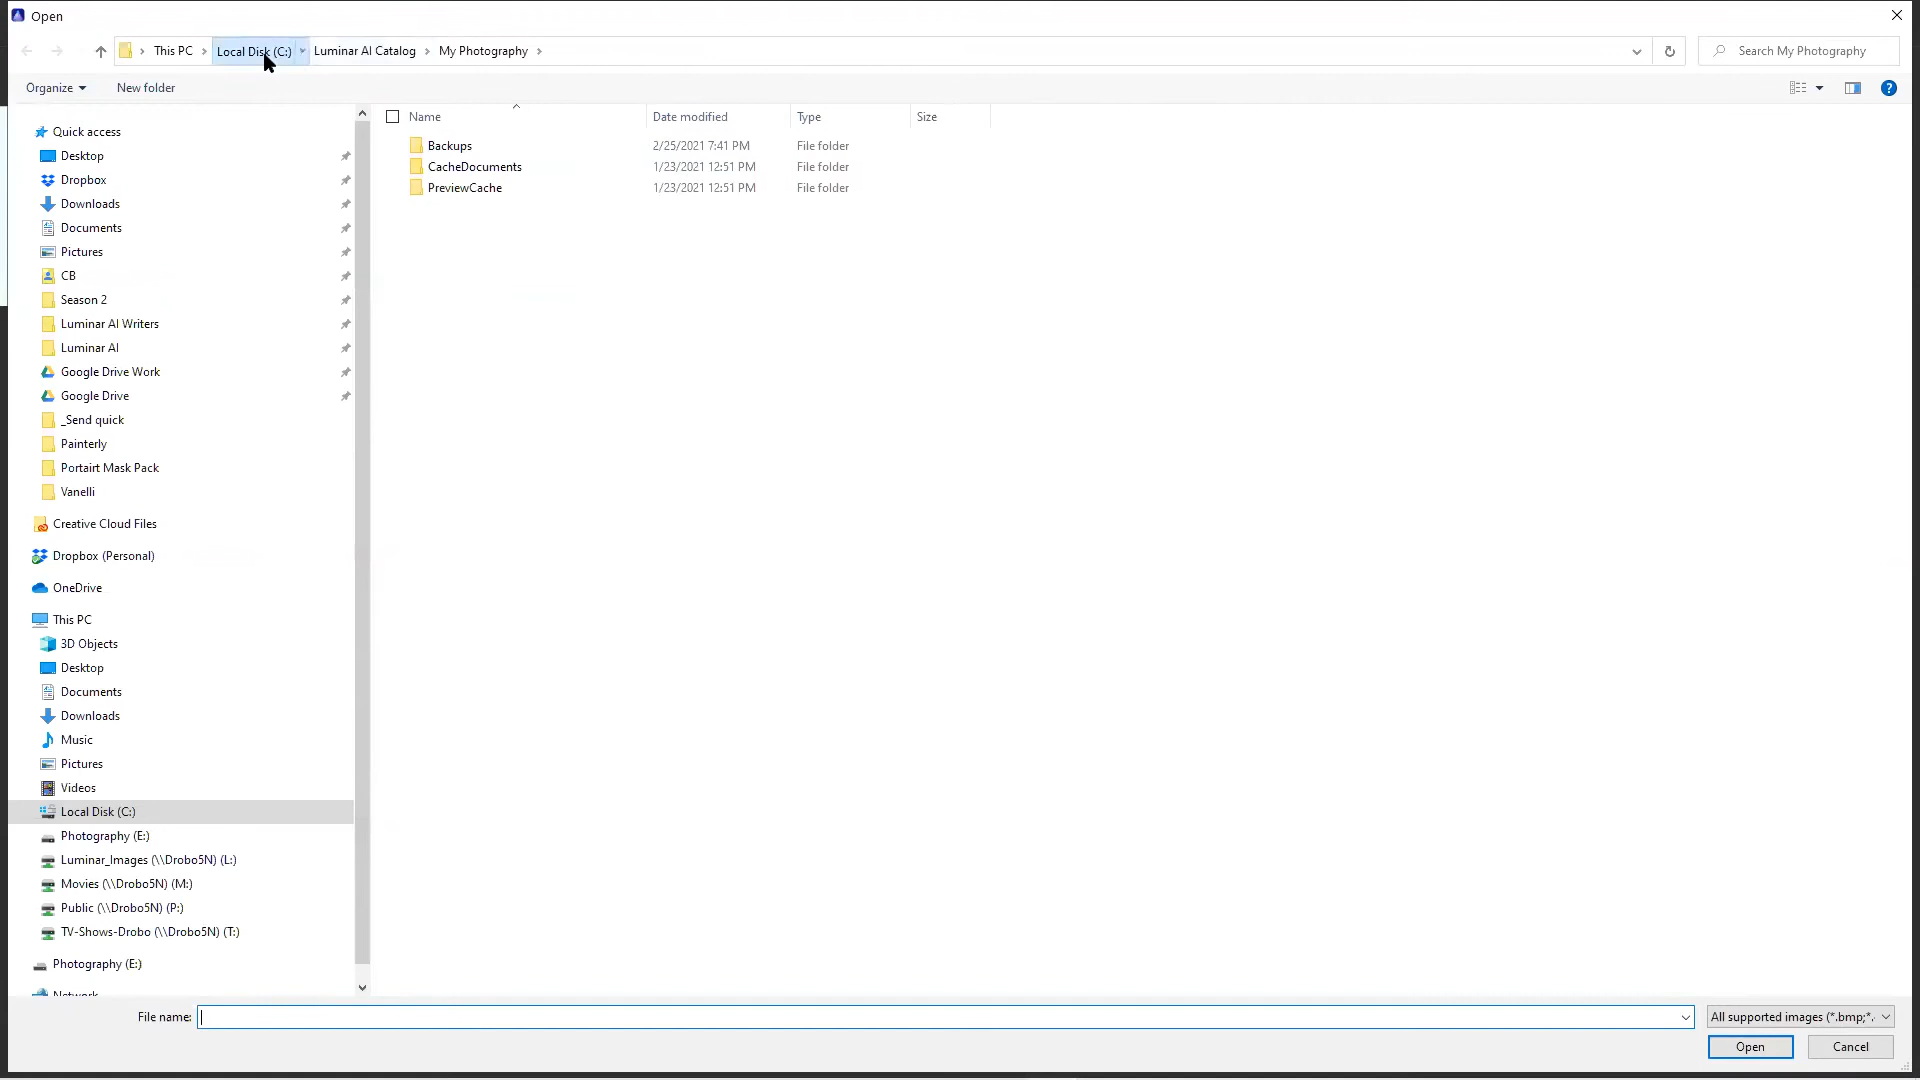 Open
This PC > Local Disk (C:) Luminar AI Catalog > My Photography >
Search My Photography
Organize
New folder
Name
Date modified
Type
Size
Backups
2/25/2021 7:41 PM
File folder
CacheDocuments
1/23/2021 12:51 PM
File folder
PreviewCache
1/23/2021 12:51 PM
File folder
Quick access
Desktop
Dropbox
Downloads
Documents
Pictures
CB
Season 2
Luminar AI Writers
Luminar AI
Google Drive Work
Google Drive
_Send quick
Painterly
Portairt Mask Pack
Vanelli
Creative Cloud Files
Dropbox (Personal)
OneDrive
This PC
3D Objects
Desktop
Documents
Downloads
Music
Pictures
Videos
Local Disk (C:)
Photography (E:)
Luminar_Images (\\Drobo5N) (L:)
Movies (\\Drobo5N) (M:)
Public (\\Drobo5N) (P:)
TV-Shows-Drobo (\\Drobo5N) (T:)
Photography (E:)
Network
File name:
All supported images (*.bmp;*.
Open
Cancel